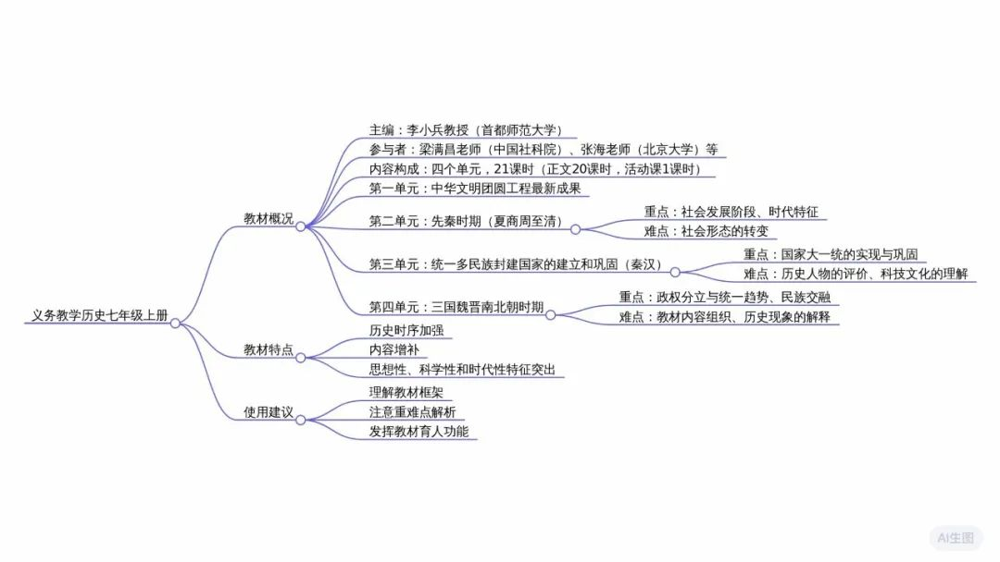 义务教学历史七年级上册
教材概况
主编：李小兵教授（首都师范大学）
参与者：梁满昌老师（中国社科院）、张海老师（北京大学）等
内容构成：四个单元，21课时（正文20课时，活动课1课时）
第一单元：中华文明团圆工程最新成果
第二单元：先秦时期（夏商周至清）
重点：社会发展阶段、时代特征
难点：社会形态的转变
第三单元：统一多民族封建国家的建立和巩固（秦汉）
重点：国家大一统的实现与巩固
难点：历史人物的评价、科技文化的理解
第四单元：三国魏晋南北朝时期
重点：政权分立与统一趋势、民族交融
难点：教材内容组织、历史现象的解释
教材特点
历史时序加强
内容增补
思想性、科学性和时代性特征突出
使用建议
理解教材框架
注意重难点解析
发挥教材育人功能
AI生图